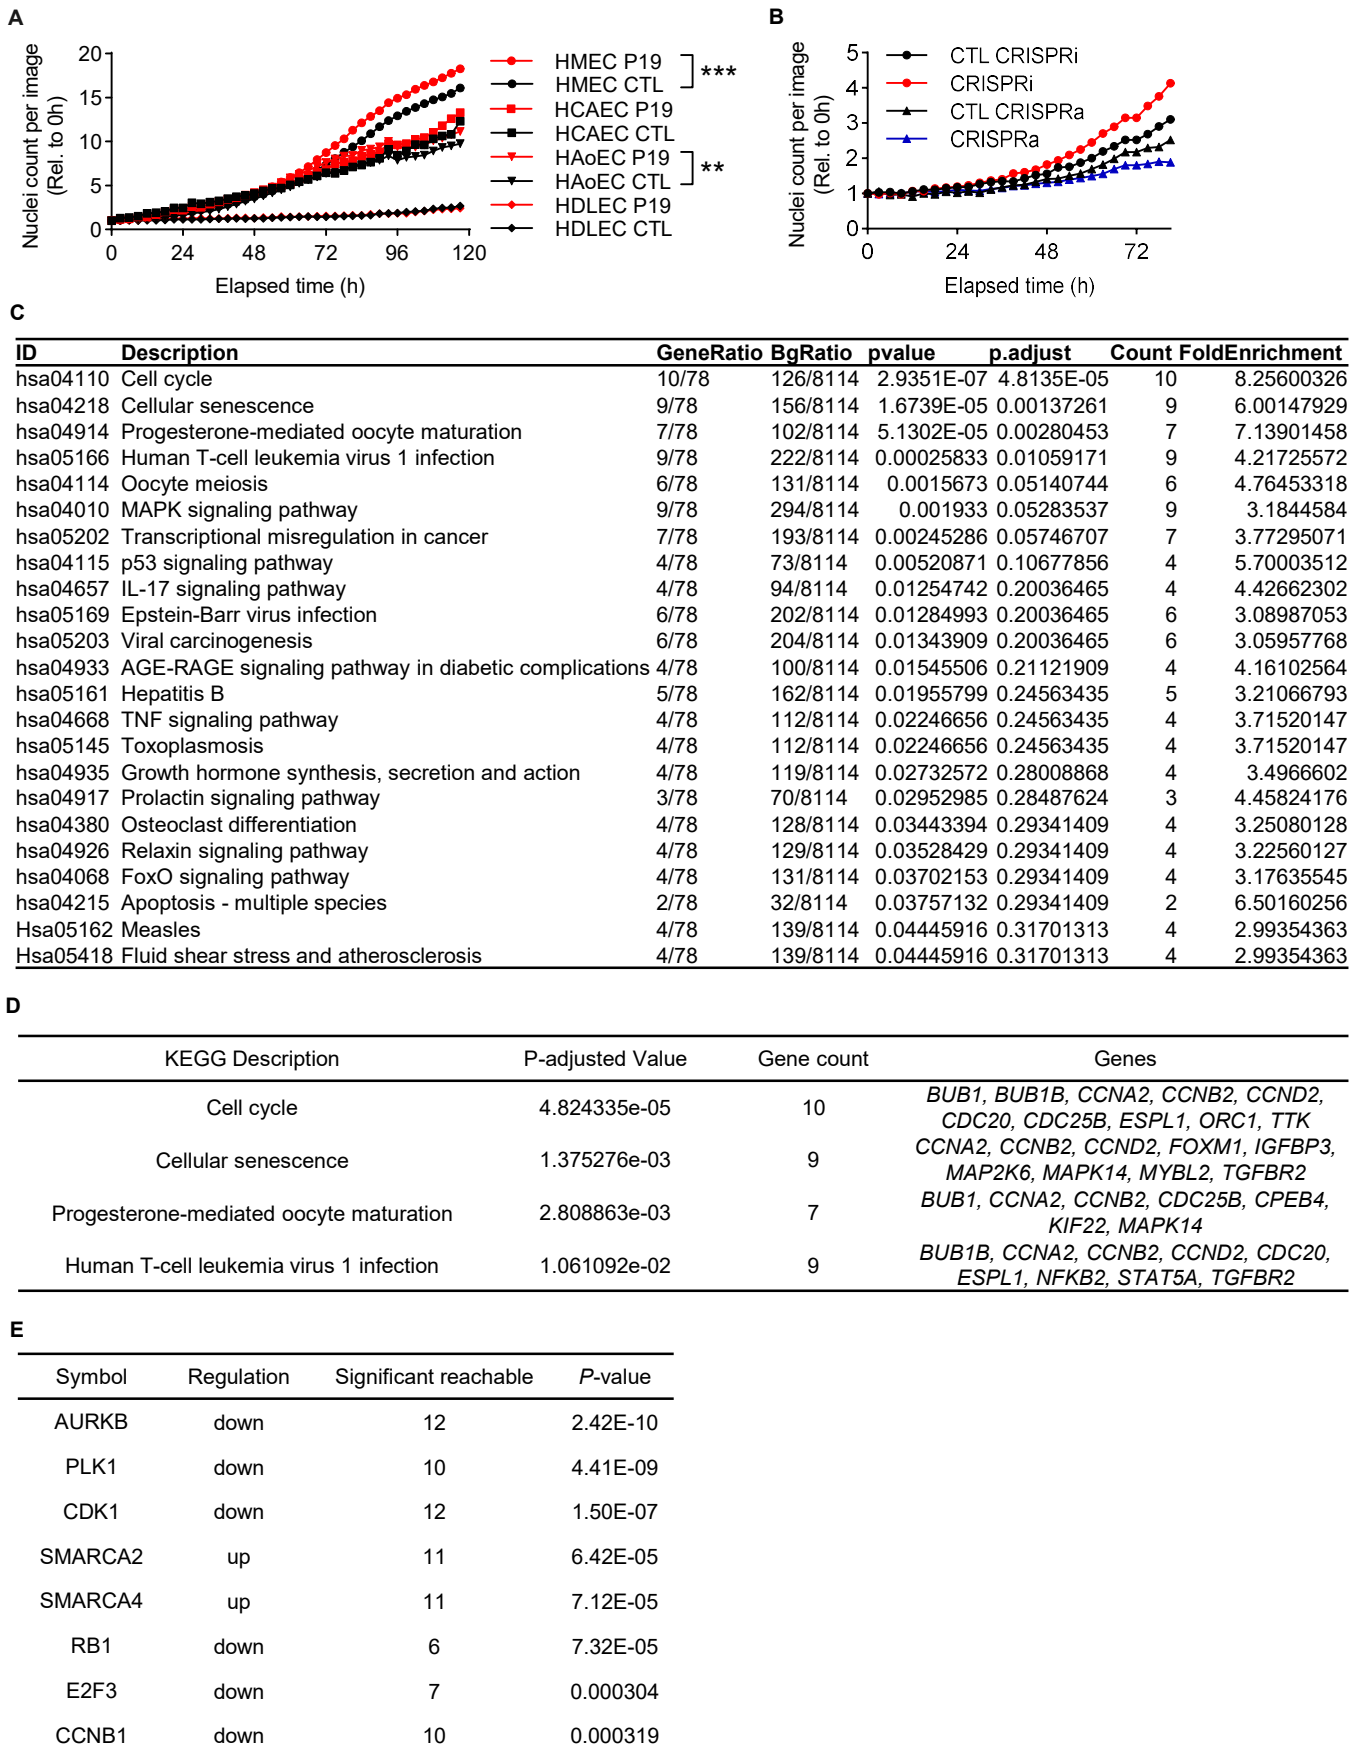 A
Nuclei count per image
(Rel. to 0h)
20
15
10
5
0
0 24 48 72 96 120
Elapsed time (h)
HMEC P19
HMEC CTL
HCAEC P19
HCAEC CTL
HAoEC P19
HAoEC CTL
HDLEC P19
HDLEC CTL
***
**
B
Nuclei count per image
(Rel. to 0h)
5
4
3
2
1
0
0 24 48 72
Elapsed time (h)
CTL CRISPRi
CRISPRi
CTL CRISPRa
CRISPRa
C
ID Description GeneRatio BgRatio pvalue p.adjust Count FoldEnrichment
hsa04110 Cell cycle 10/78 126/8114 2.9351E-07 4.8135E-05 10 8.25600326
hsa04218 Cellular senescence 9/78 156/8114 1.6739E-05 0.00137261 9 6.00147929
hsa04914 Progesterone-mediated oocyte maturation 7/78 102/8114 5.1302E-05 0.00280453 7 7.13901458
hsa05166 Human T-cell leukemia virus 1 infection 9/78 222/8114 0.00025833 0.01059171 9 4.21725572
hsa04114 Oocyte meiosis 6/78 131/8114 0.0015673 0.05140744 6 4.76453318
hsa04010 MAPK signaling pathway 9/78 294/8114 0.001933 0.05283537 9 3.1844584
hsa05202 Transcriptional misregulation in cancer 7/78 193/8114 0.00245286 0.05746707 7 3.77295071
hsa04115 p53 signaling pathway 4/78 73/8114 0.00520871 0.10677856 4 5.70003512
hsa04657 IL-17 signaling pathway 4/78 94/8114 0.01254742 0.20036465 4 4.42662302
hsa05169 Epstein-Barr virus infection 6/78 202/8114 0.01284993 0.20036465 6 3.08987053
hsa05203 Viral carcinogenesis 6/78 204/8114 0.01343909 0.20036465 6 3.05957768
hsa04933 AGE-RAGE signaling pathway in diabetic complications 4/78 100/8114 0.01545506 0.21121909 4 4.16102564
hsa05161 Hepatitis B 5/78 162/8114 0.01955799 0.24563435 5 3.21066793
hsa04668 TNF signaling pathway 4/78 112/8114 0.02246656 0.24563435 4 3.71520147
hsa05145 Toxoplasmosis 4/78 112/8114 0.02246656 0.24563435 4 3.71520147
hsa04935 Growth hormone synthesis, secretion and action 4/78 119/8114 0.02732572 0.28008868 4 3.4966602
hsa04917 Prolactin signaling pathway 3/78 70/8114 0.02952985 0.28487624 3 4.45824176
hsa04380 Osteoclast differentiation 4/78 128/8114 0.03443394 0.29341409 4 3.25080128
hsa04926 Relaxin signaling pathway 4/78 129/8114 0.03528429 0.29341409 4 3.22560127
hsa04068 FoxO signaling pathway 4/78 131/8114 0.03702153 0.29341409 4 3.17635545
hsa04215 Apoptosis - multiple species 2/78 32/8114 0.03757132 0.29341409 2 6.50160256
Hsa05162 Measles 4/78 139/8114 0.04445916 0.31701313 4 2.99354363
Hsa05418 Fluid shear stress and atherosclerosis 4/78 139/8114 0.04445916 0.31701313 4 2.99354363
D
KEGG Description P-adjusted Value Gene count Genes
Cell cycle 4.824335e-05 10 BUB1, BUB1B, CCNA2, CCNB2, CCND2,
CDC20, CDC25B, ESPL1, ORC1, TTK
Cellular senescence 1.375276e-03 9 CCNA2, CCNB2, CCND2, FOXM1, IGFBP3,
MAP2K6, MAPK14, MYBL2, TGFBR2
Progesterone-mediated oocyte maturation 2.808863e-03 7 BUB1, CCNA2, CCNB2, CDC25B, CPEB4,
KIF22, MAPK14
Human T-cell leukemia virus 1 infection 1.061092e-02 9 BUB1B, CCNA2, CCNB2, CCND2, CDC20,
ESPL1, NFKB2, STAT5A, TGFBR2
E
Symbol Regulation Significant reachable P-value
AURKB down 12 2.42E-10
PLK1 down 10 4.41E-09
CDK1 down 12 1.50E-07
SMARCA2 up 11 6.42E-05
SMARCA4 up 11 7.12E-05
RB1 down 6 7.32E-05
E2F3 down 7 0.000304
CCNB1 down 10 0.000319